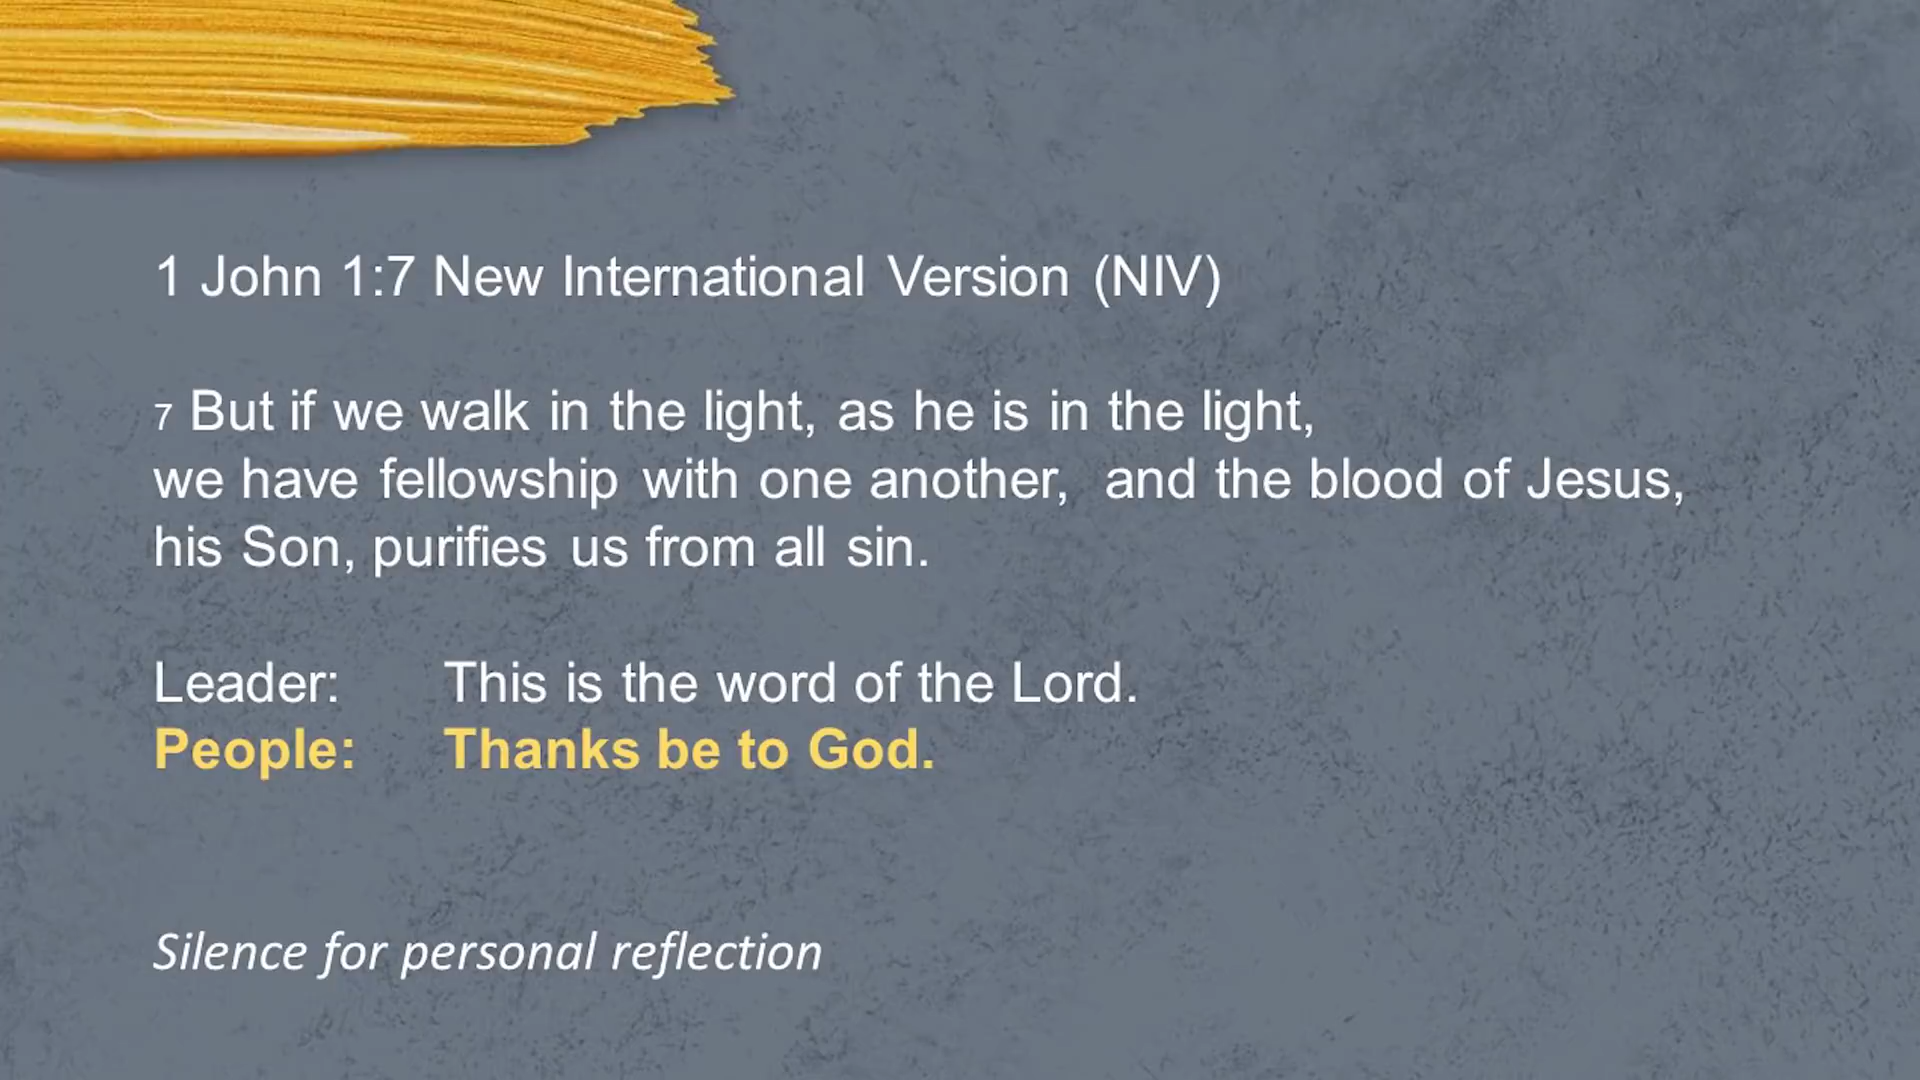 1 John 1:7 New International Version (NIV)
7 But if we walk in the light, as he is in the light,
we have fellowship with one another, and the blood of Jesus,
his Son, purifies us from all sin.
Leader: This is the word of the Lord.
People: Thanks be to God.
Silence for personal reflection